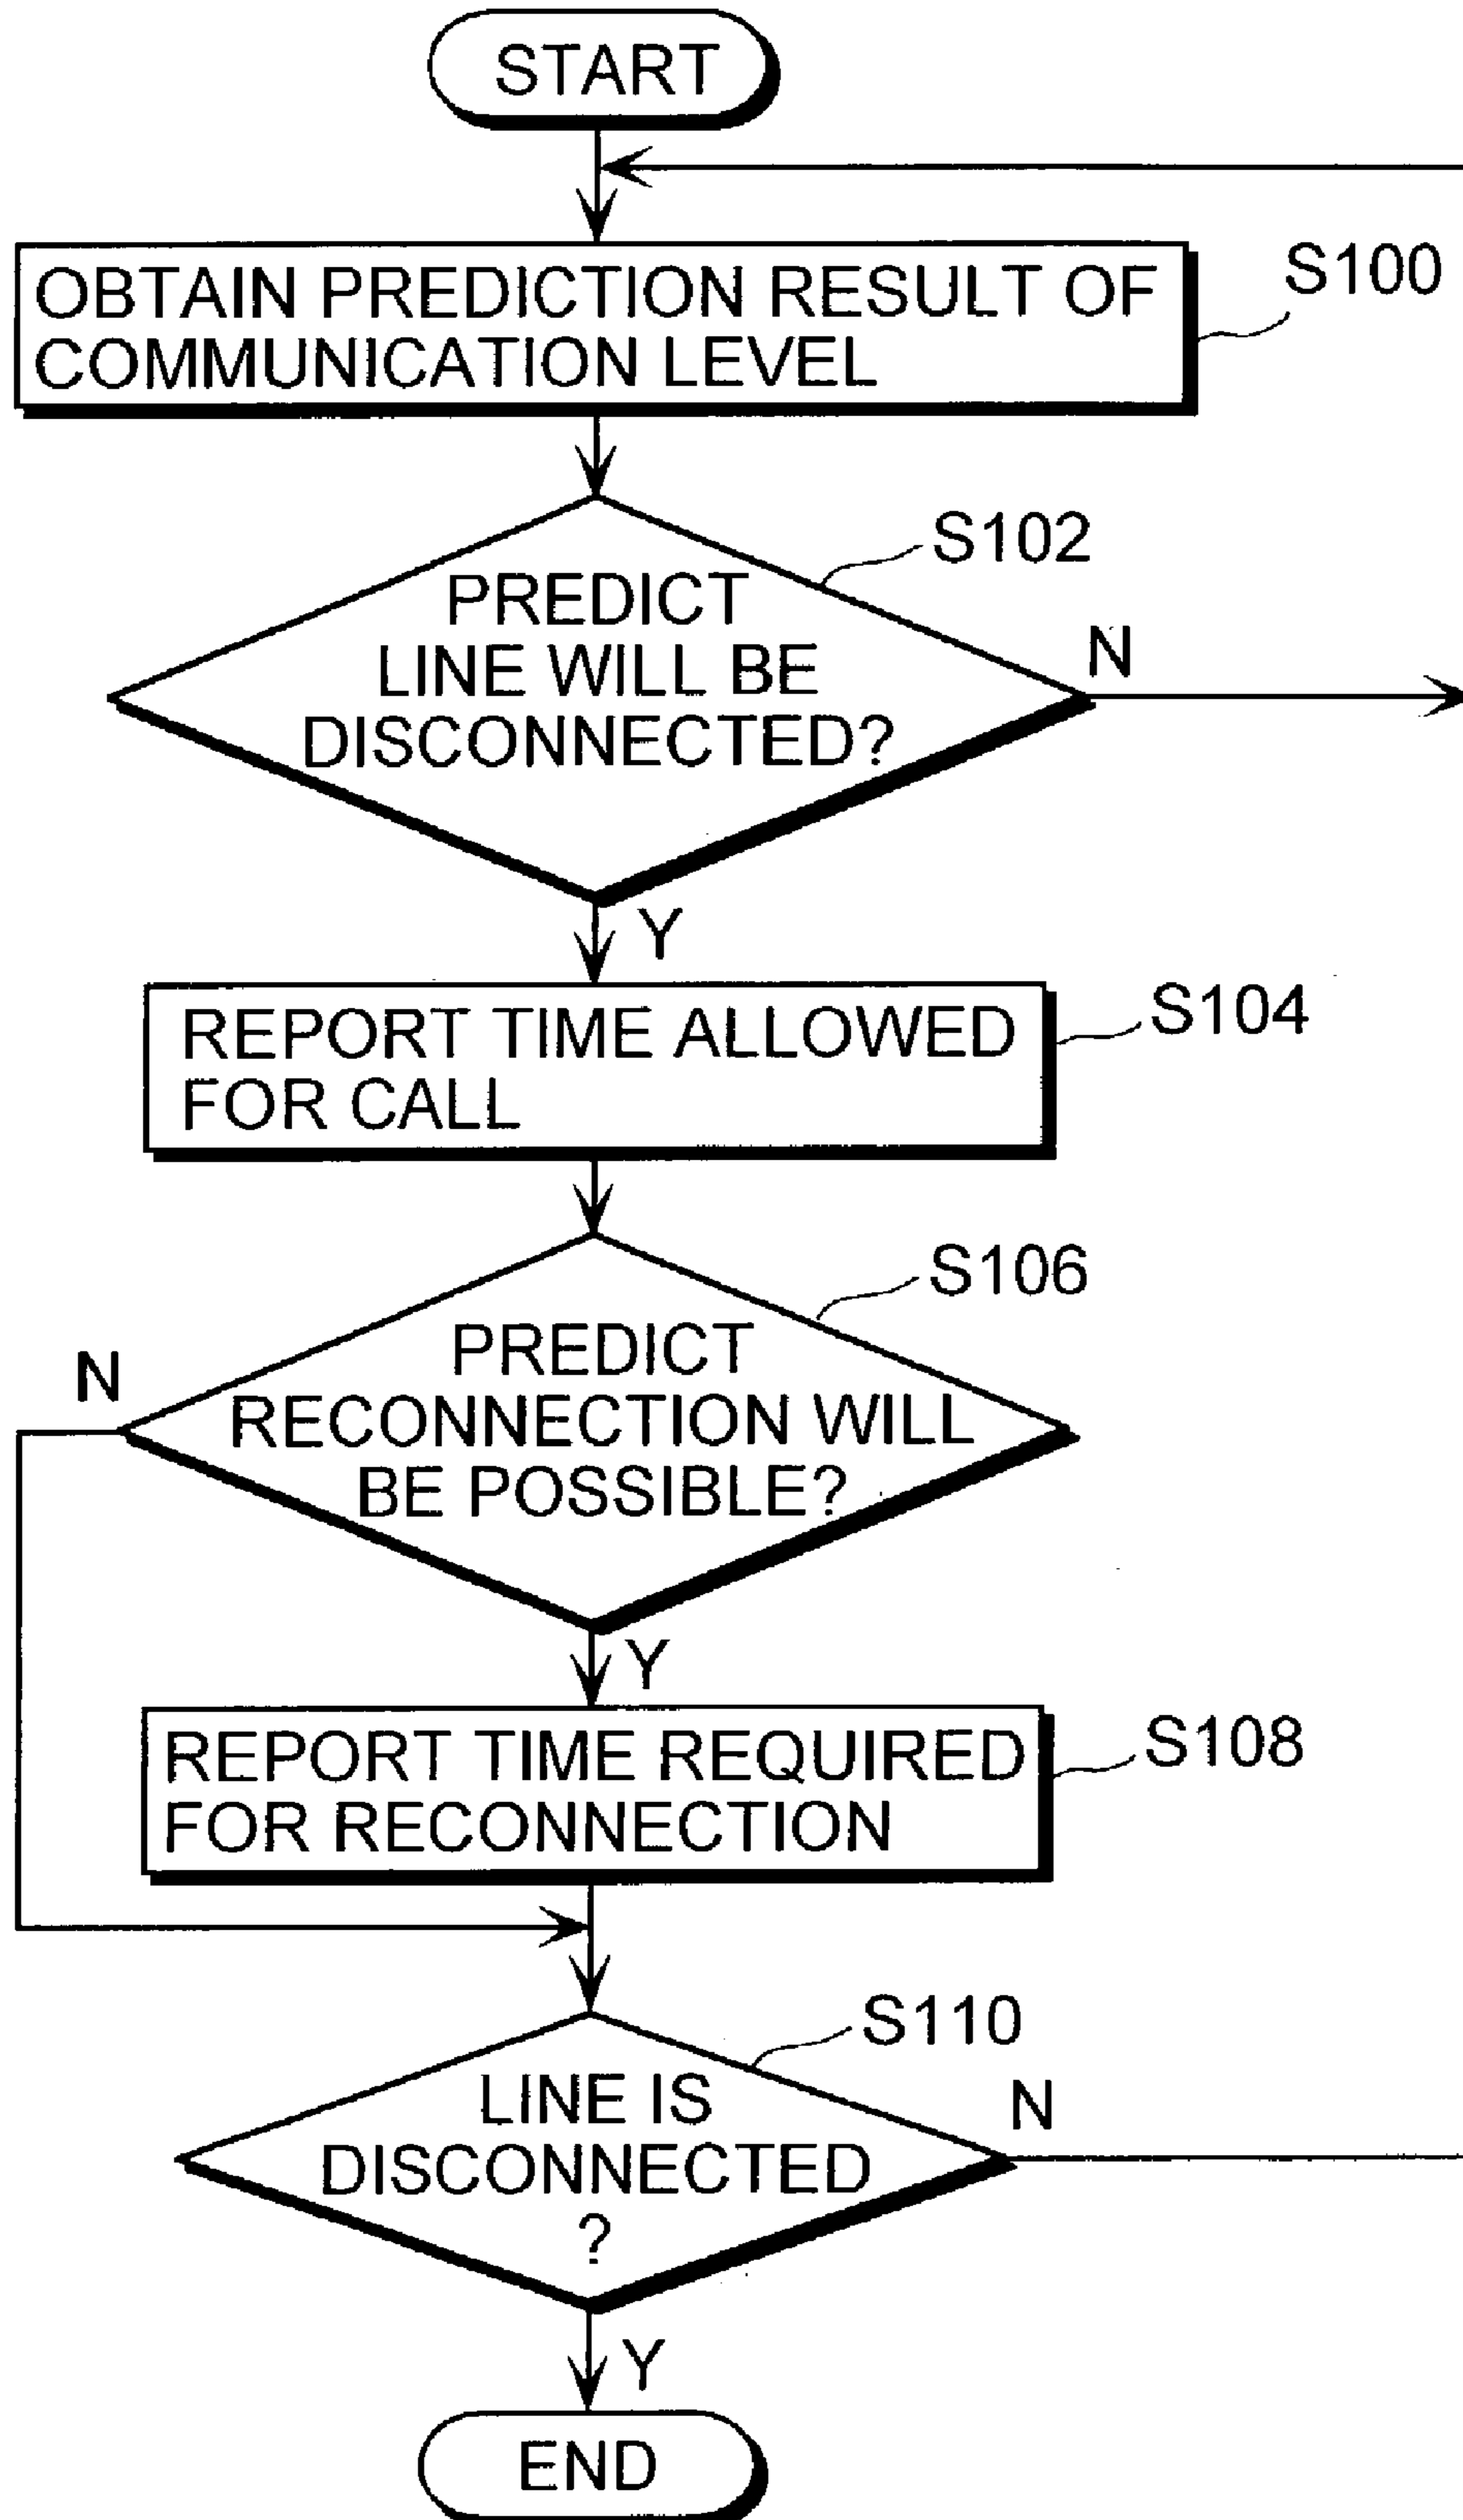 START
OBTAIN PREDICTION RESULT OF
COMMUNICATION LEVEL
S100
S102
PREDICT
LINE WILL BE
DISCONNECTED?
N
Y
REPORT TIME ALLOWED
FOR CALL
S104
S106
PREDICT
RECONNECTION WILL
BE POSSIBLE?
N
Y
REPORT TIME REQUIRED
FOR RECONNECTION
S108
S110
LINE IS
DISCONNECTED
?
N
Y
END